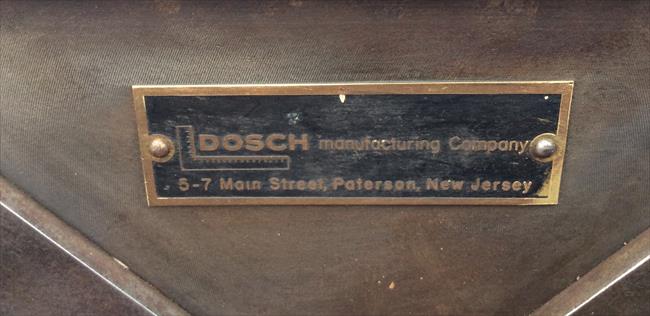 DOSCH manufacturing Company
5-7 Main Street, Paterson, New Jersey